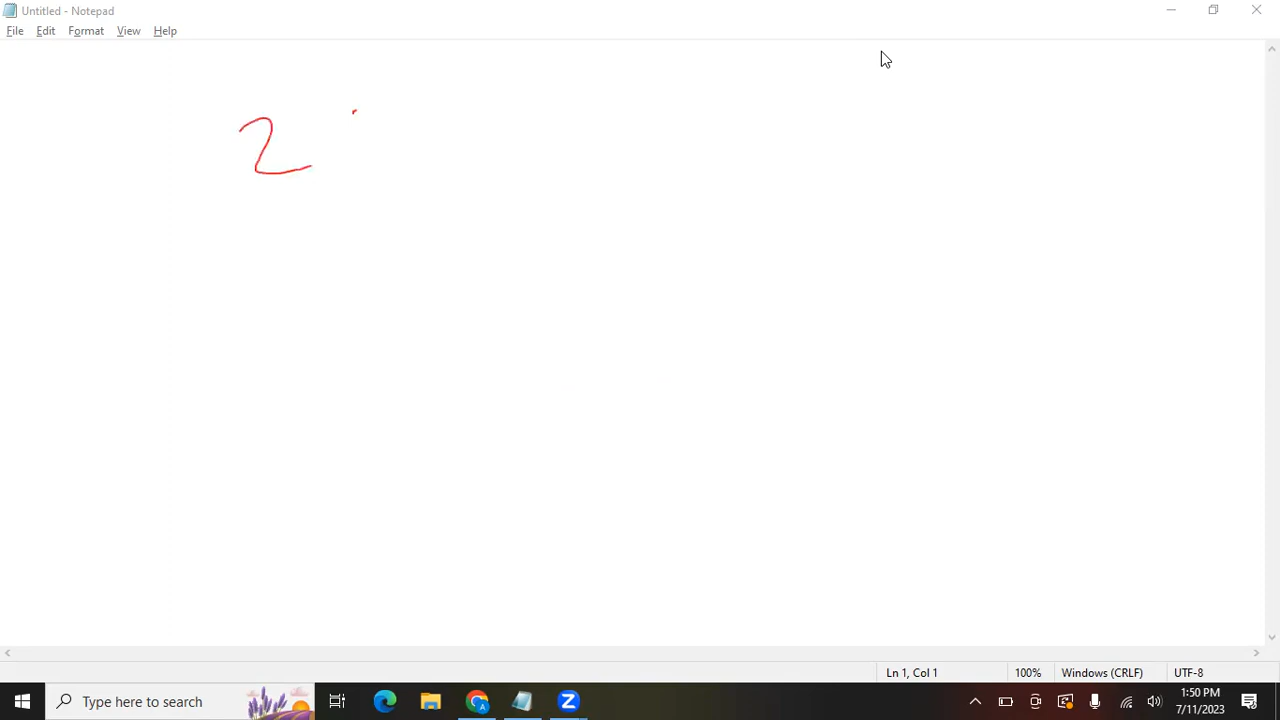 Untitled - Notepad
File Edit Format View Help
2
Ln 1, Col 1 100% Windows (CRLF) UTF-8
Type here to search
1:50 PM
7/11/2023